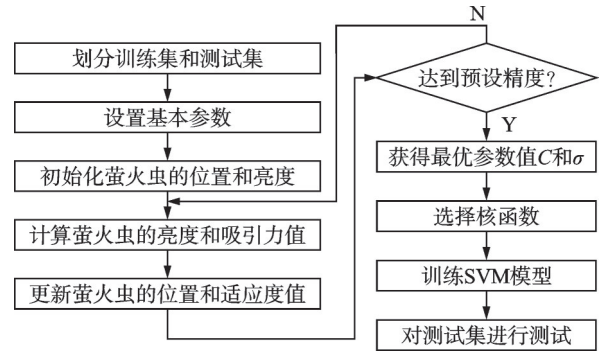 划分训练集和测试集
设置基本参数
初始化萤火虫的位置和亮度
计算萤火虫的亮度和吸引力值
更新萤火虫的位置和适应度值
N
达到预设精度?
Y
获得最优参数值C和σ
选择核函数
训练SVM模型
对测试集进行测试